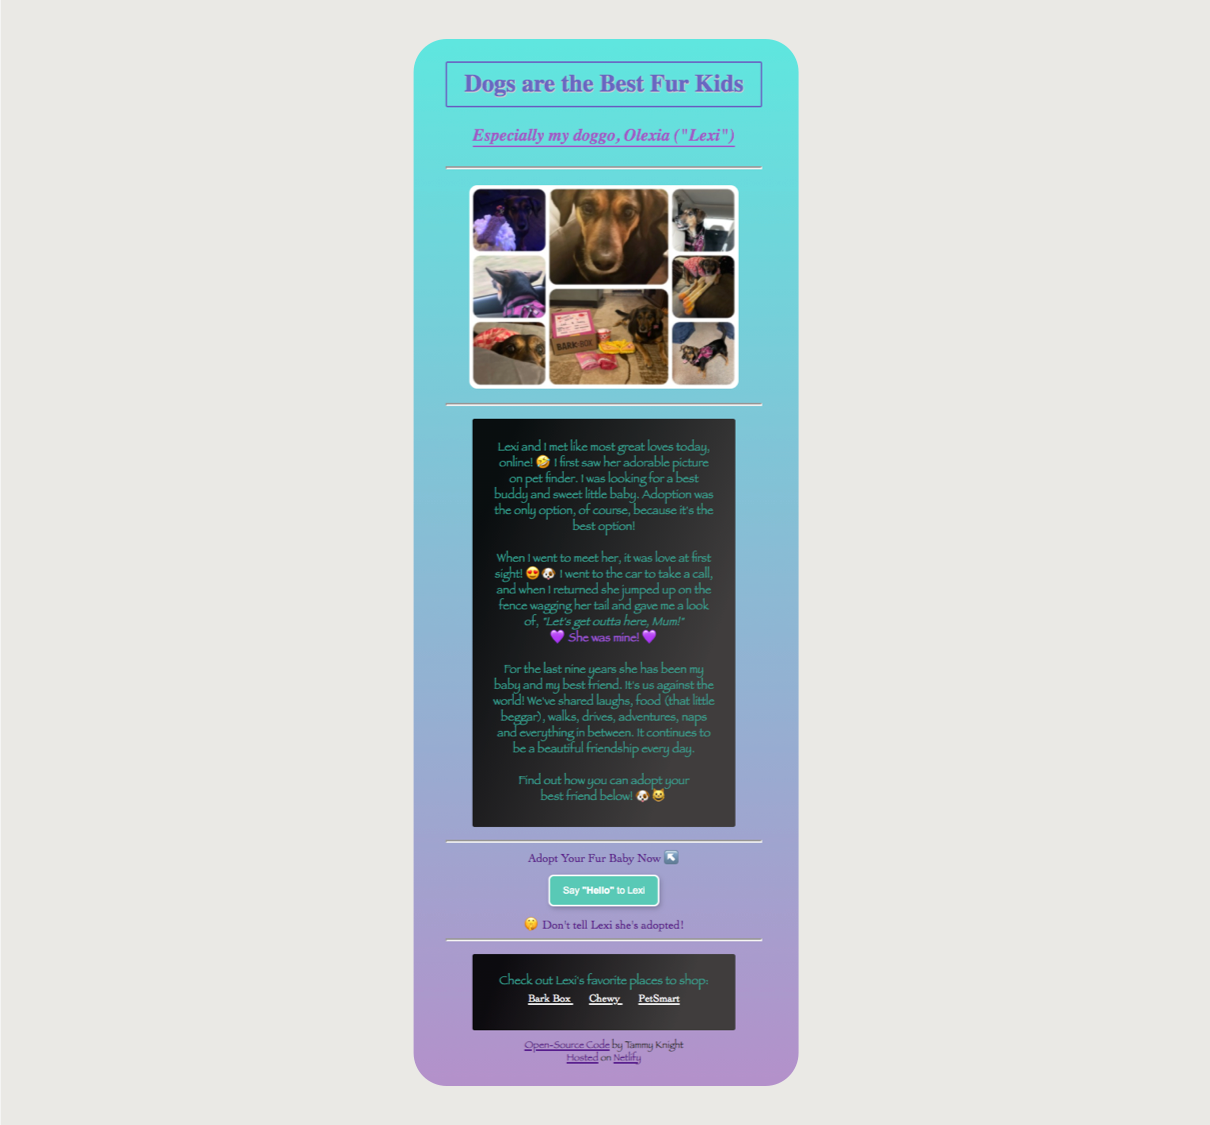 Dogs are the Best Fur Kids
Especially my doggo, Olexia ("Lexi")
BARK BOX
Lexi and I met like most great loves today,
online! 🤣 I first saw her adorable picture
on pet finder. I was looking for a best
buddy and sweet little baby. Adoption was
the only option, of course, because it's the
best option!
When I went to meet her, it was love at first
sight! 😍🐶 I went to the car to take a call,
and when I returned she jumped up on the
fence wagging her tail and gave me a look
of, "Let's get outta here, Mum!"
💜 She was mine! 💜
For the last nine years she has been my
baby and my best friend. It's us against the
world! We've shared laughs, food (that little
beggar), walks, drives, adventures, naps
and everything in between. It continues to
be a beautiful friendship every day.
Find out how you can adopt your
best friend below! 🐶😺
Adopt Your Fur Baby Now ↖️
Say "Hello" to Lexi
🤫 Don't tell Lexi she's adopted!
Check out Lexi's favorite places to shop:
Bark Box Chewy PetSmart
Open-Source Code by Tammy Knight
Hosted on Netlify